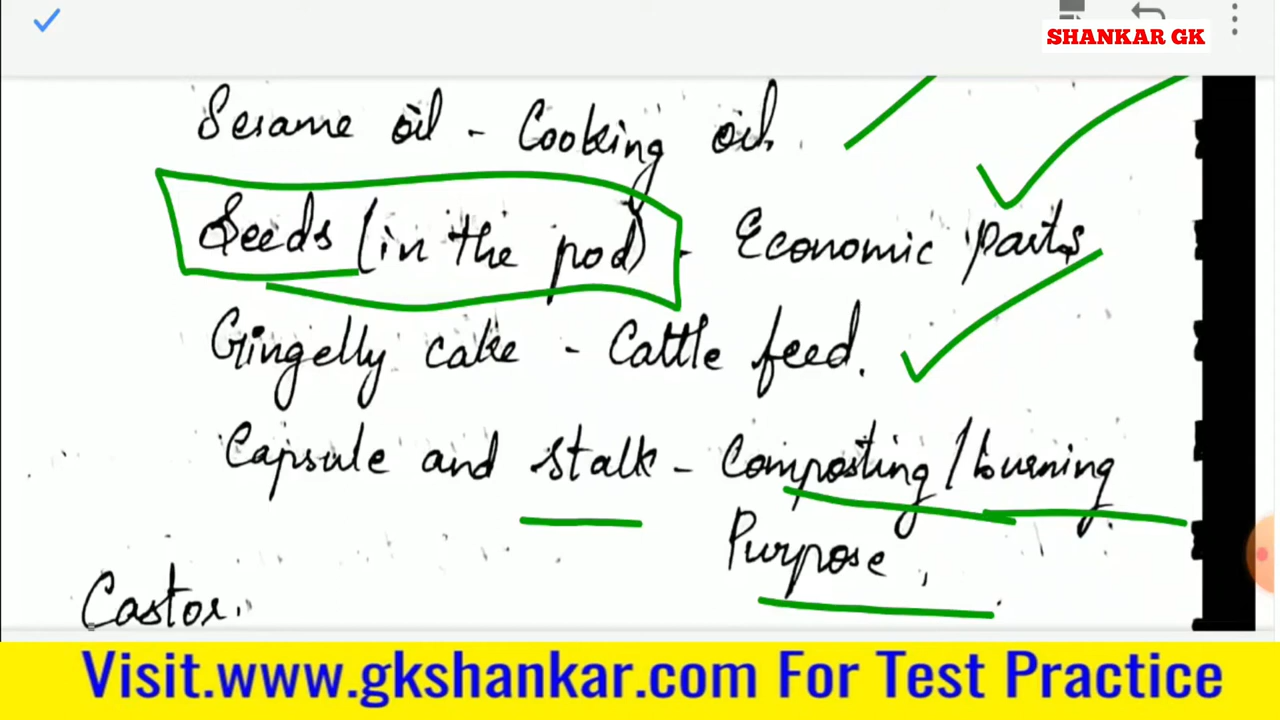 SHANKAR GK
Sesame oil - Cooking oil.
Seeds (in the pod) - Economic parts
Gingelly cake - Cattle feed.
Capsule and stalk - Composting / burning
Purpose.
Castor.
Visit.www.gkshankar.com For Test Practice